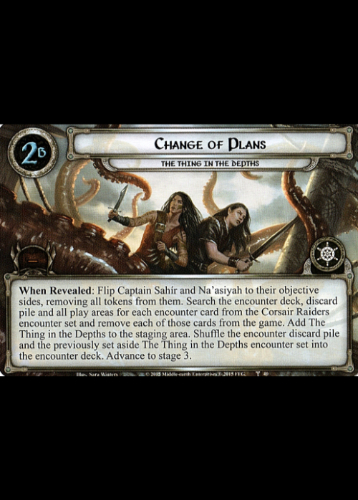 2B
CHANGE OF PLANS
THE THING IN THE DEPTHS
When Revealed: Flip Captain Sahír and Na'asiyah to their objective
sides, removing all tokens from them. Search the encounter deck, discard
pile and all play areas for each encounter card from the Corsair Raiders
encounter set and remove each of those cards from the game. Add The
Thing in the Depths to the staging area. Shuffle the encounter discard pile
and the previously set aside The Thing in the Depths encounter set into
the encounter deck. Advance to stage 3.
Illus. Sara Winters